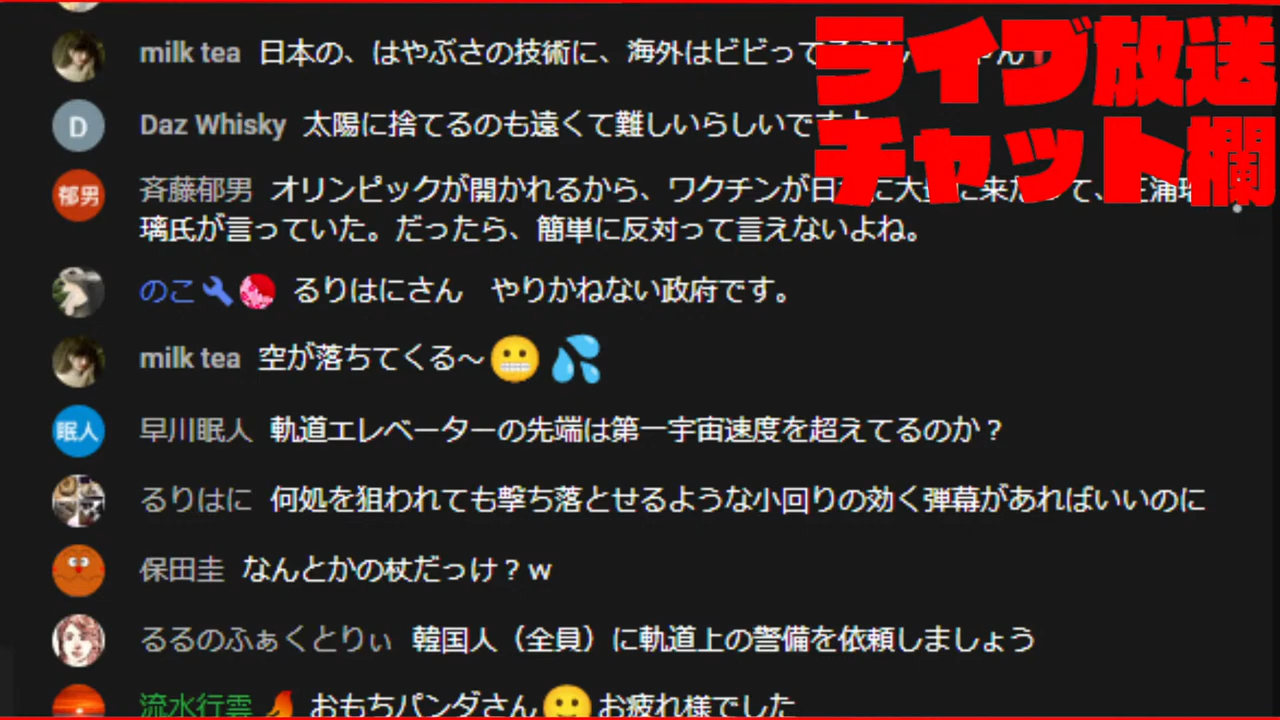 milk tea 日本の、はやぶさの技術に、海外はビビって
ライブ放送
チャット欄
D Daz Whisky 太陽に捨てるのも遠くて難しいらしいですよ
郁男 斉藤郁男 オリンピックが開かれるから、ワクチンが日 に大 に来 って、三浦瑠
璃氏が言っていた。だったら、簡単に反対って言えないよね。
のこ るりはにさん やりかねない政府です。
milk tea 空が落ちてくる〜😬💦
眠人 早川眠人 軌道エレベーターの先端は第一宇宙速度を超えてるのか？
るりはに 何処を狙われても撃ち落とせるような小回りの効く弾幕があればいいのに
保田圭 なんとかの杖だっけ？w
るるのふぁくとりぃ 韓国人（全員）に軌道上の警備を依頼しましょう
流水行雲 おもちパンダさん🙂お疲れ様でした